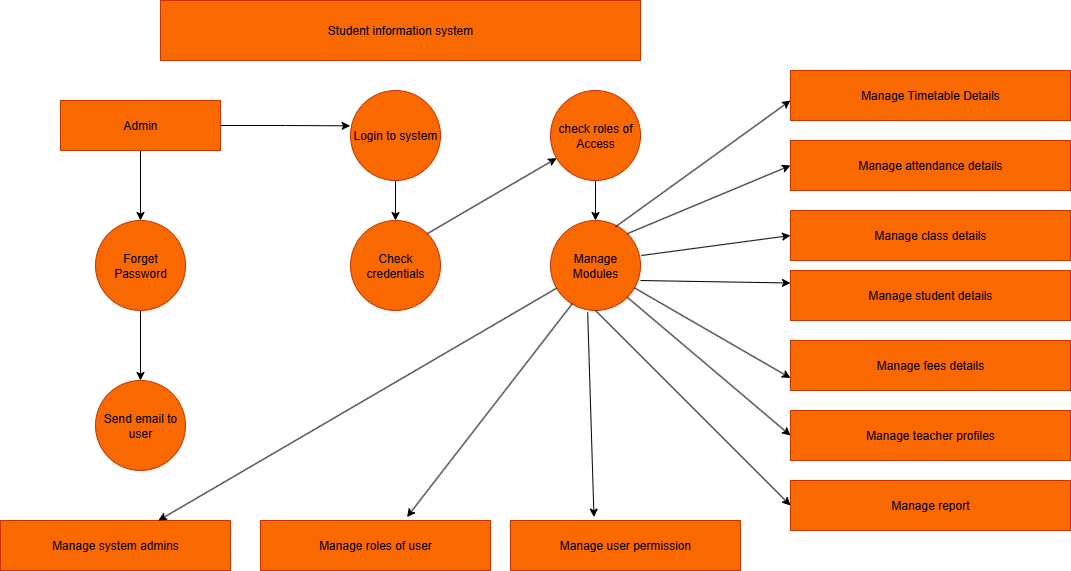 Student information system
Admin
Login to system
check roles of
Access
Manage Timetable Details
Manage attendance details
Manage class details
Forget
Password
Check
credentials
Manage
Modules
Manage student details
Manage fees details
Send email to
user
Manage teacher profiles
Manage report
Manage system admins
Manage roles of user
Manage user permission